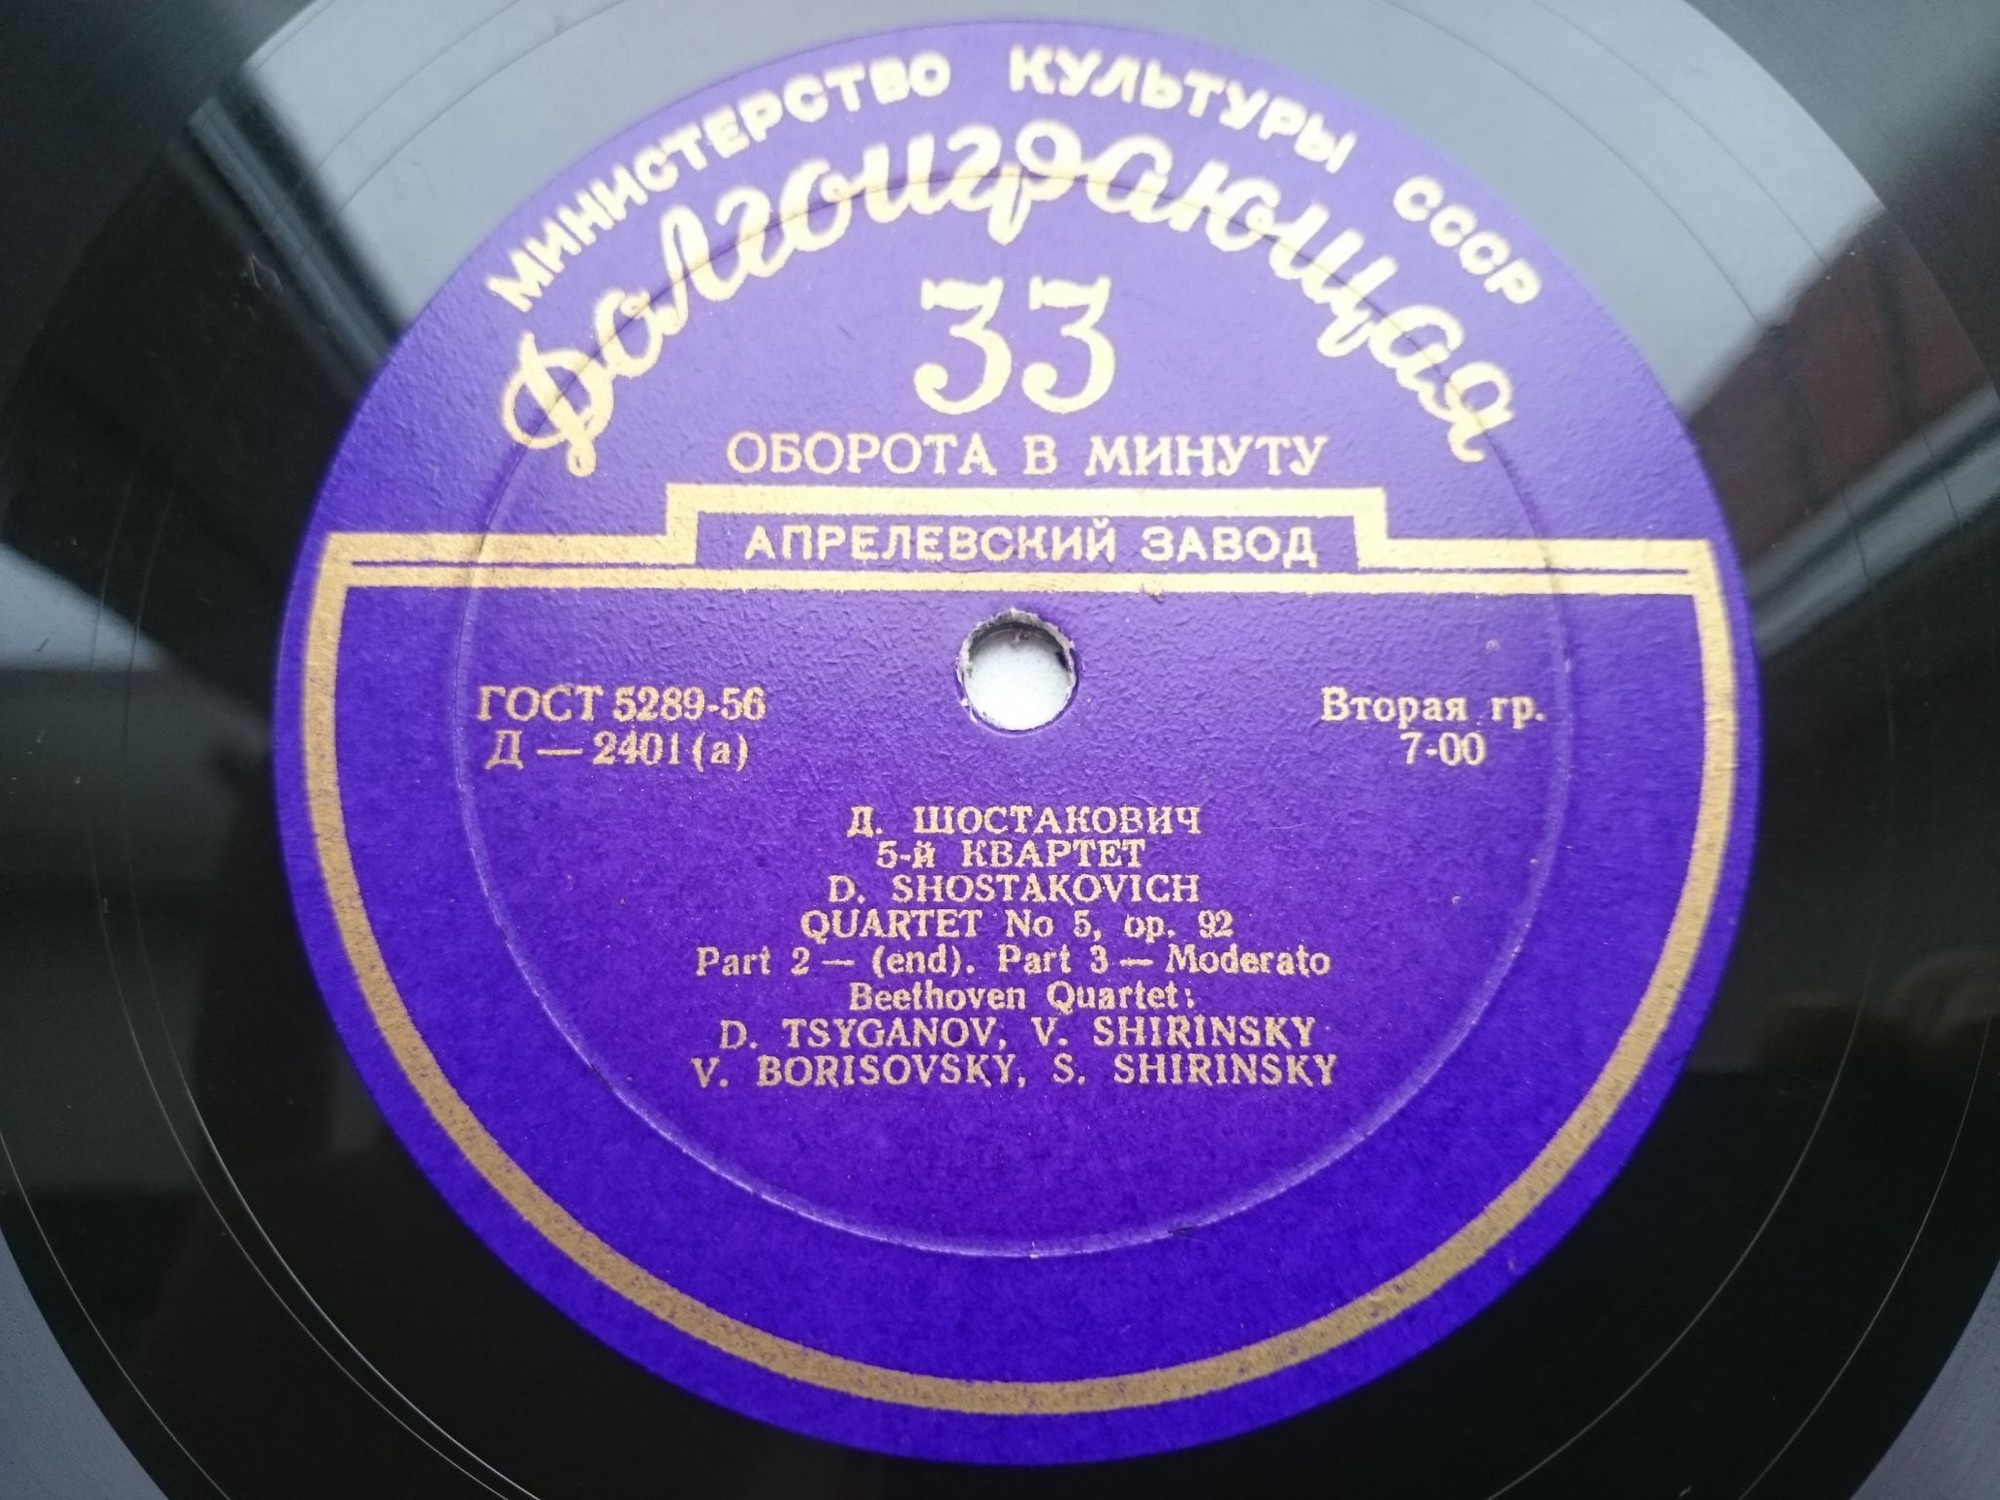 МИНИСТЕРСТВО КУЛЬТУРЫ СССР
Долгоиграющая
33
ОБОРОТА В МИНУТУ
АПРЕЛЕВСКИЙ ЗАВОД
ГОСТ 5289-56
Д — 2401 (а)
Вторая гр.
7-00
Д. ШОСТАКОВИЧ
5-й КВАРТЕТ
D. SHOSTAKOVICH
QUARTET No 5, op. 92
Part 2 — (end). Part 3 — Moderato
Beethoven Quartet:
D. TSYGANOV, V. SHIRINSKY
V. BORISOVSKY, S. SHIRINSKY